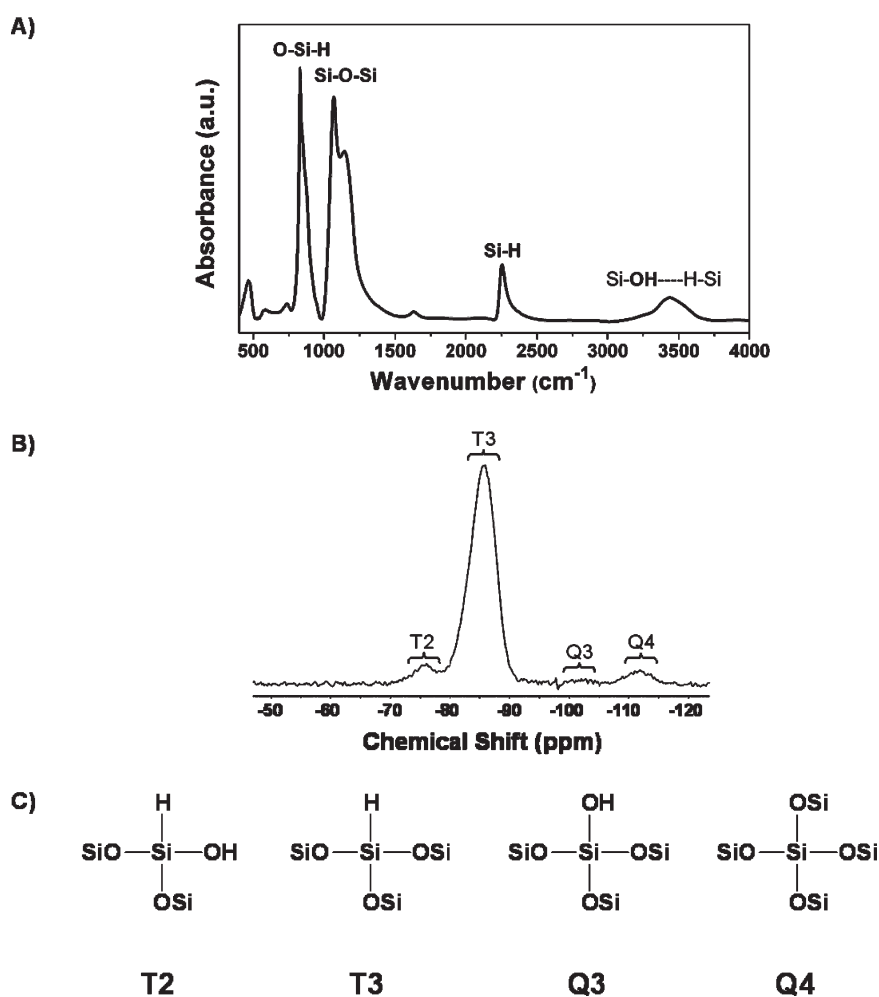 A)
O-Si-H
Si-O-Si
Si-H
Si-OH----H-Si
Absorbance (a.u.)
500 1000 1500 2000 2500 3000 3500 4000
Wavenumber (cm⁻¹)
B)
T3
T2
Q3
Q4
-50 -60 -70 -80 -90 -100 -110 -120
Chemical Shift (ppm)
C)
H H OH OSi
SiO Si OH SiO Si OSi SiO Si OSi SiO Si OSi
OSi OSi OSi OSi
T2 T3 Q3 Q4